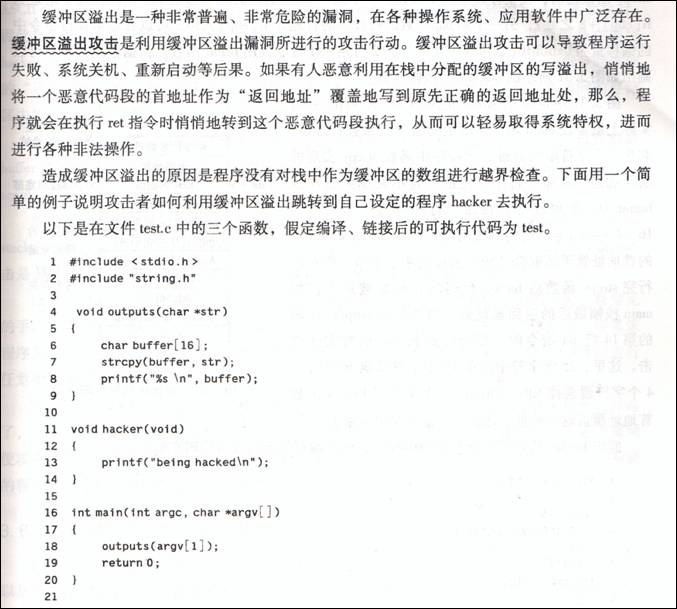 缓冲区溢出是一种非常普遍、非常危险的漏洞，在各种操作系统、应用软件中广泛存在。
缓冲区溢出攻击是利用缓冲区溢出漏洞所进行的攻击行动。缓冲区溢出攻击可以导致程序运行
失败、系统关机、重新启动等后果。如果有人恶意利用在栈中分配的缓冲区的写溢出，悄悄地
将一个恶意代码段的首地址作为“返回地址”覆盖地写到原先正确的返回地址处，那么，程
序就会在执行 ret 指令时悄悄地转到这个恶意代码段执行，从而可以轻易取得系统特权，进而
进行各种非法操作。
造成缓冲区溢出的原因是程序没有对栈中作为缓冲区的数组进行越界检查。下面用一个简
单的例子说明攻击者如何利用缓冲区溢出跳转到自己设定的程序 hacker 去执行。
以下是在文件 test.c 中的三个函数，假定编译、链接后的可执行代码为 test。
1 #include <stdio.h>
2 #include "string.h"
3
4 void outputs(char *str)
5 {
6 char buffer[16];
7 strcpy(buffer, str);
8 printf("%s \n", buffer);
9 }
10
11 void hacker(void)
12 {
13 printf("being hacked\n");
14 }
15
16 int main(int argc, char *argv[])
17 {
18 outputs(argv[1]);
19 return 0;
20 }
21